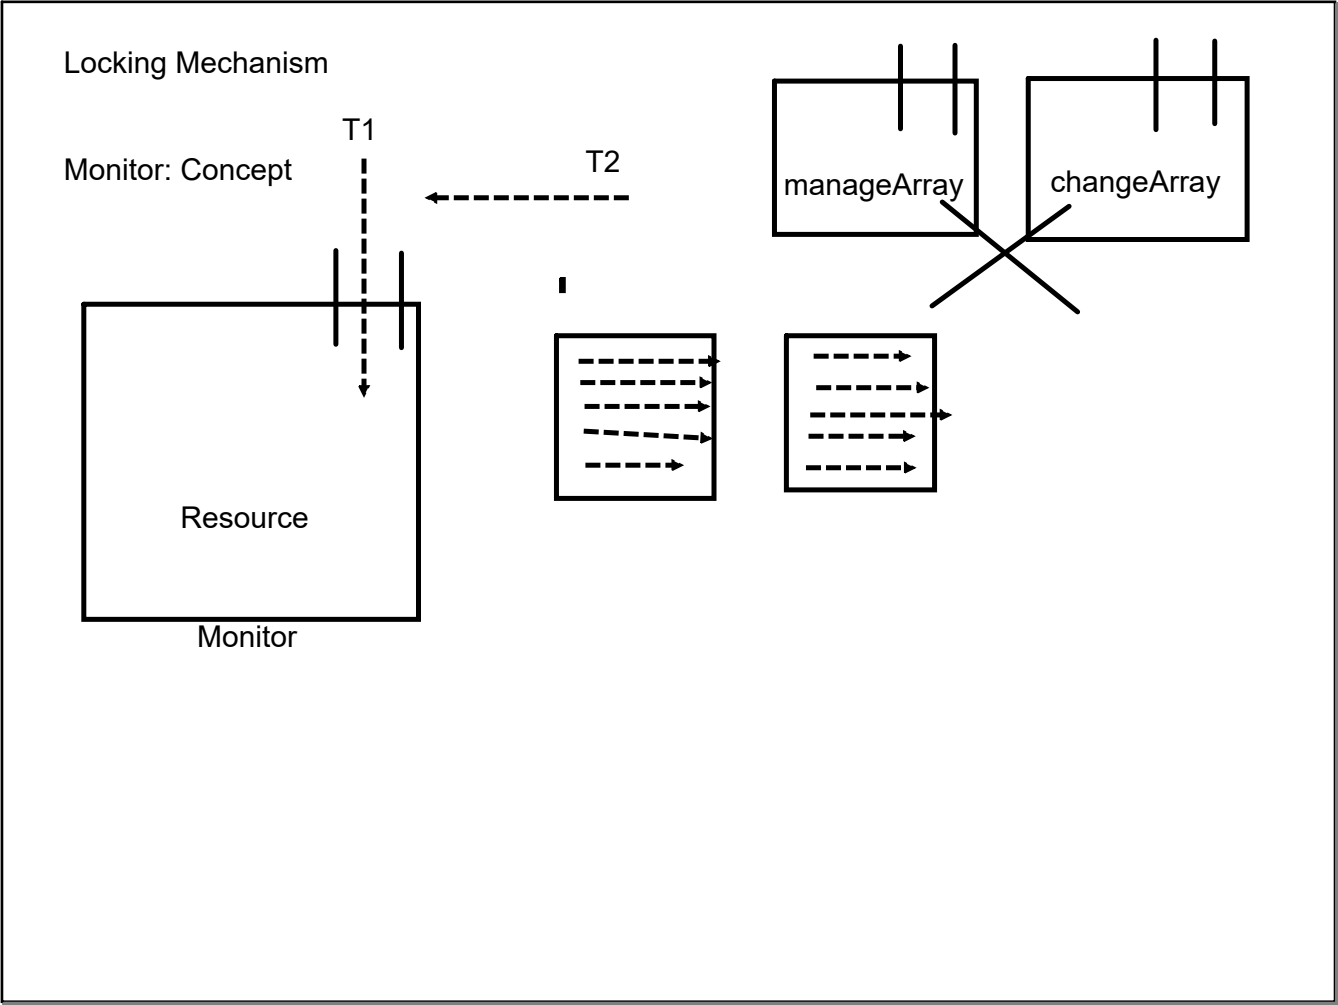 Locking Mechanism
T1
Monitor: Concept
T2
manageArray
changeArray
Resource
Monitor